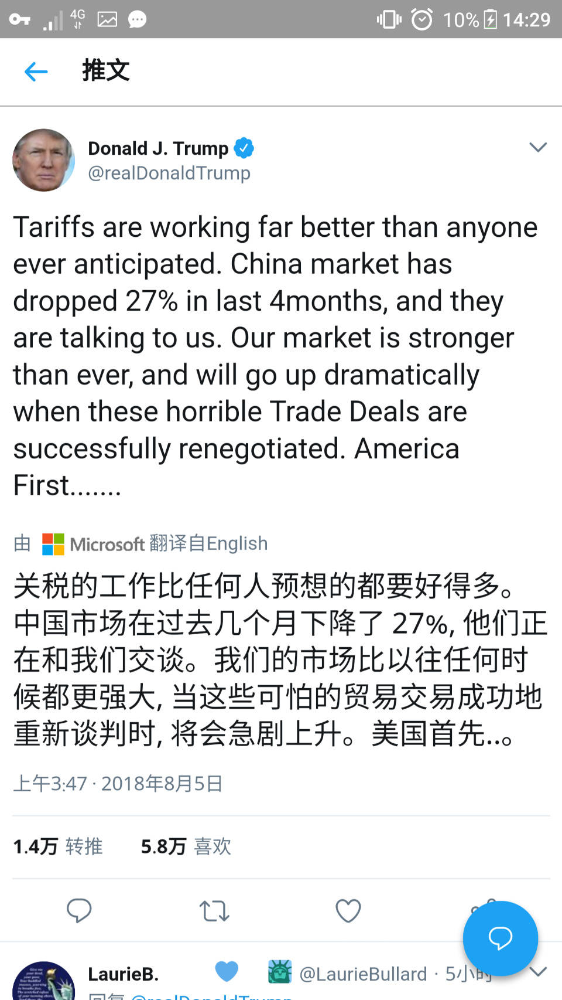 4G 10% 14:29
推文
Donald J. Trump
@realDonaldTrump
Tariffs are working far better than anyone
ever anticipated. China market has
dropped 27% in last 4months, and they
are talking to us. Our market is stronger
than ever, and will go up dramatically
when these horrible Trade Deals are
successfully renegotiated. America
First.......
由 Microsoft 翻译自English
关税的工作比任何人预想的都要好得多。
中国市场在过去几个月下降了 27%, 他们正
在和我们交谈。我们的市场比以往任何时
候都更强大, 当这些可怕的贸易交易成功地
重新谈判时, 将会急剧上升。美国首先..。
上午3:47 · 2018年8月5日
1.4万 转推 5.8万 喜欢
LaurieB. @LaurieBullard · 5小时
回复 @realDonaldTrump